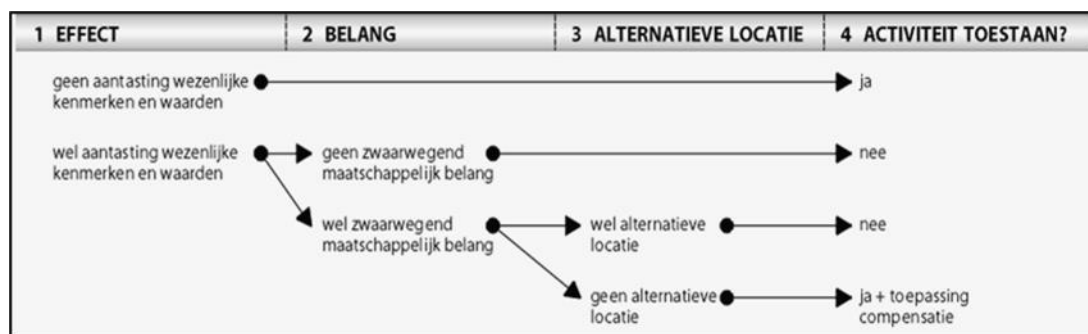 1 EFFECT
2 BELANG
3 ALTERNATIEVE LOCATIE
4 ACTIVITEIT TOESTAAN?
geen aantasting wezenlijke
kenmerken en waarden
ja
wel aantasting wezenlijke
kenmerken en waarden
geen zwaarwegend
maatschappelijk belang
nee
wel zwaarwegend
maatschappelijk belang
wel alternatieve
locatie
nee
geen alternatieve
locatie
ja + toepassing
compensatie